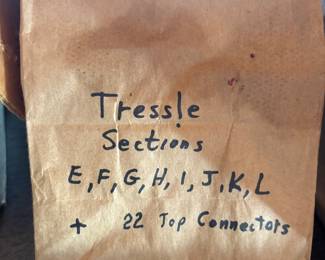 Tressle
Sections
E, F, G, H, I, J, K, L
+ 22 Top Connectors